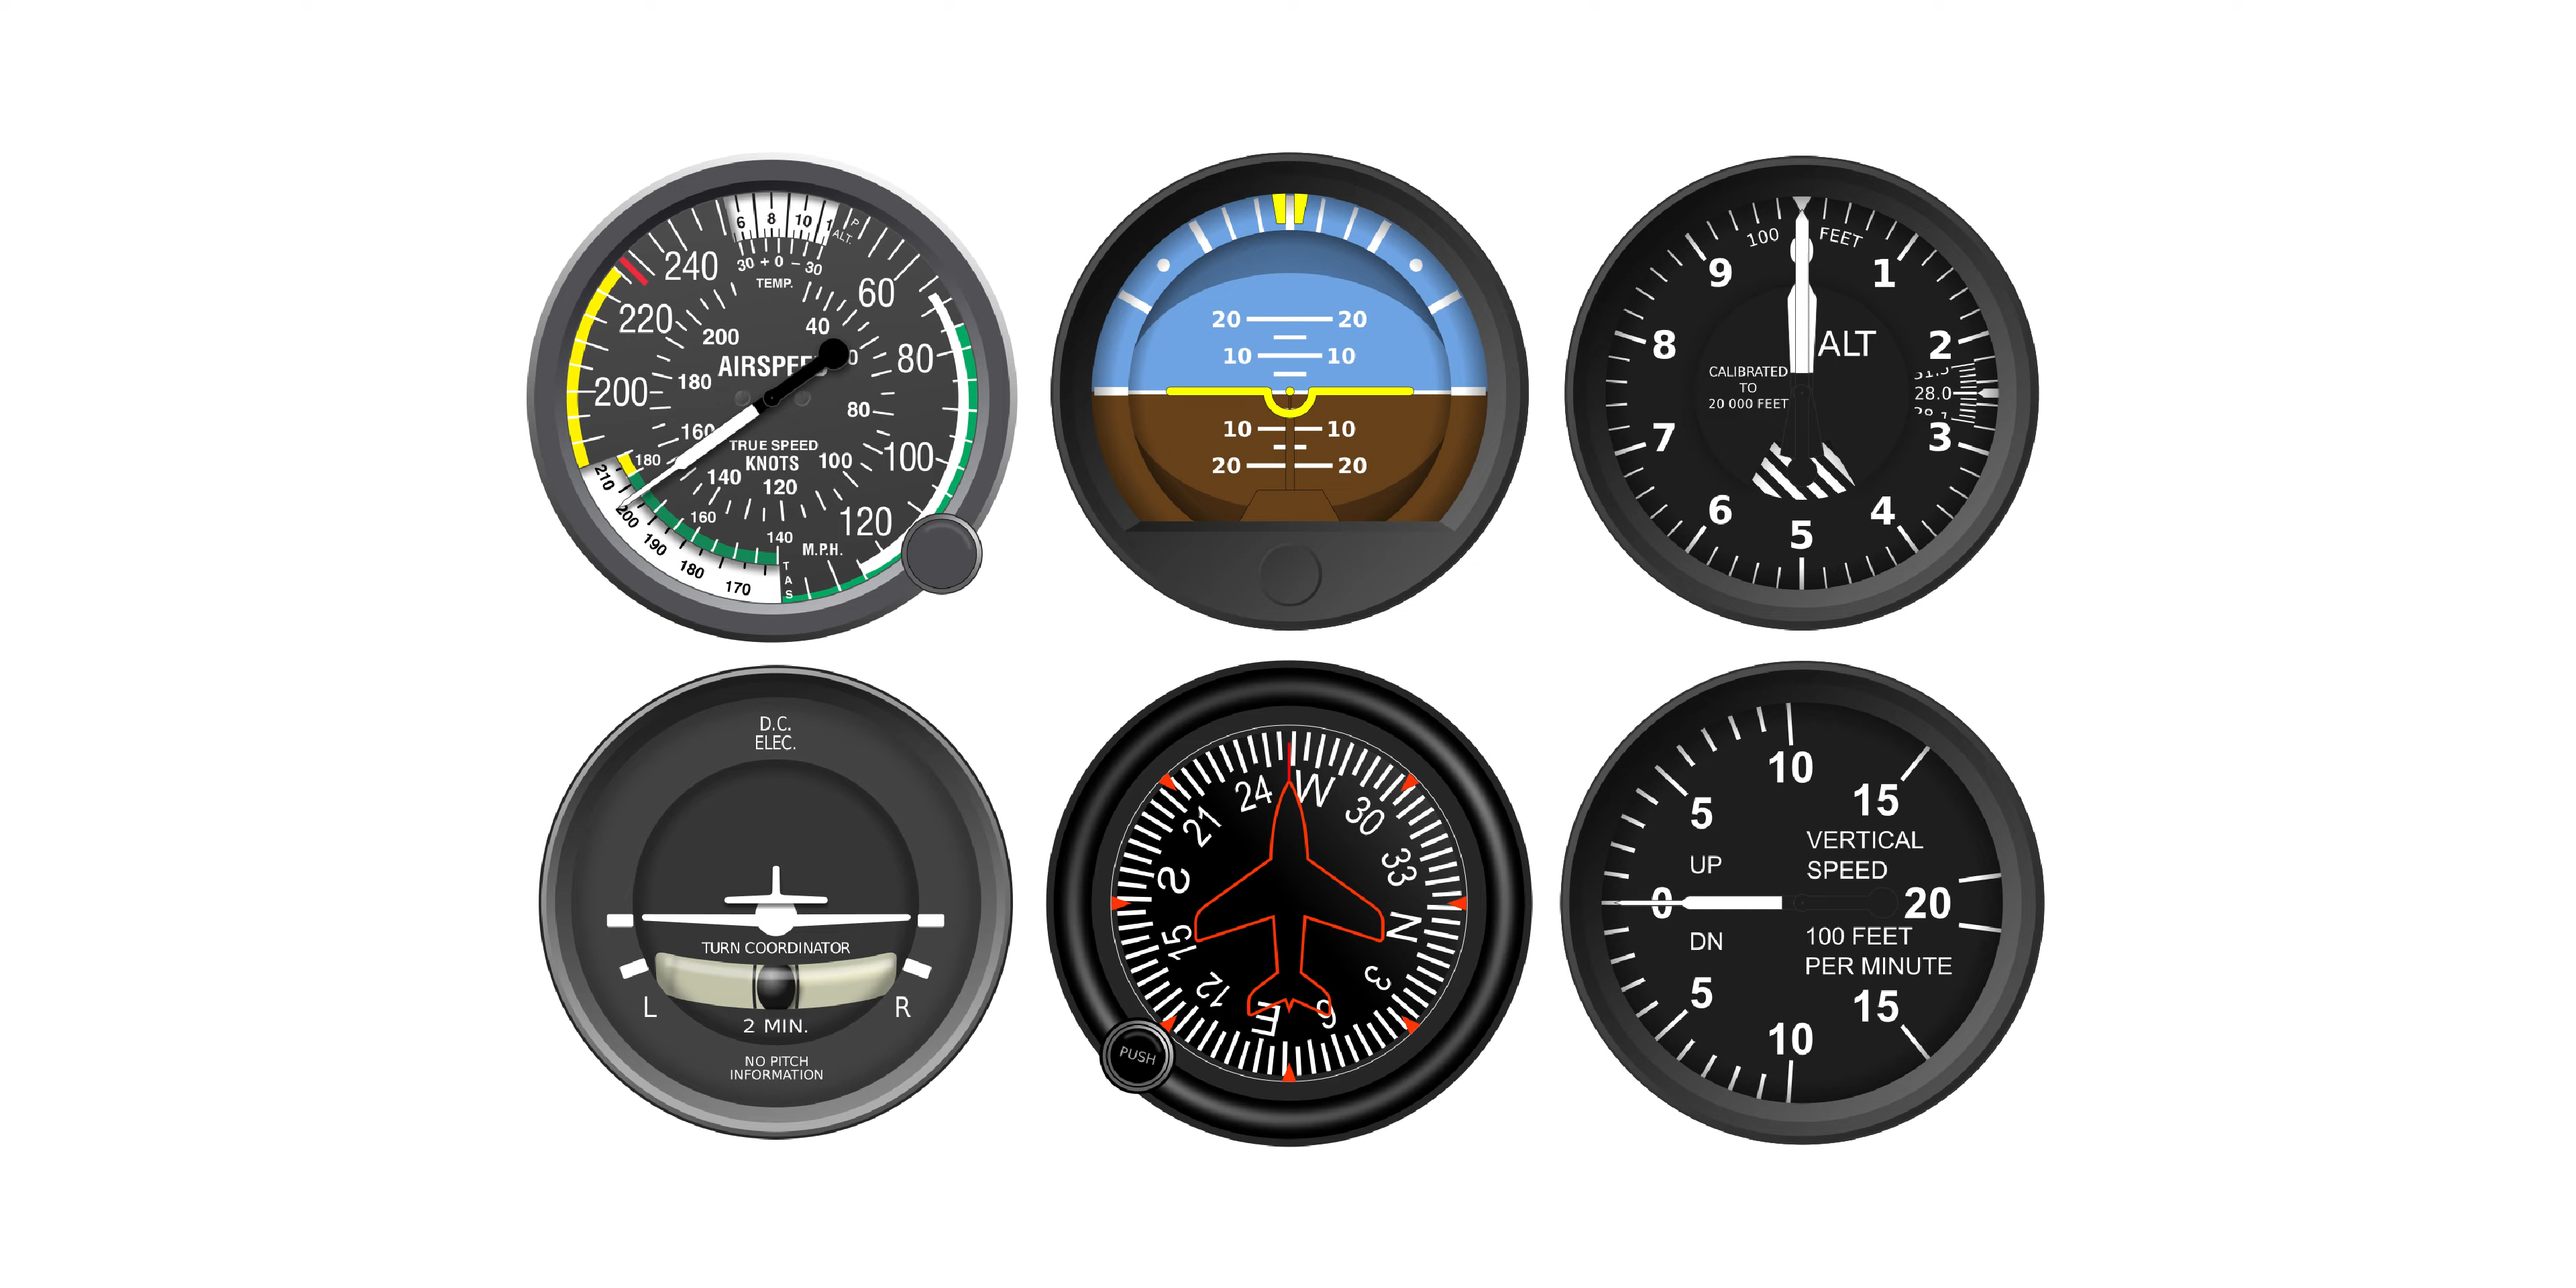 6 8 10 1
P
ALT.
30 + 0 – 30
TEMP.
240
60
220
200
40
AIRSPE
0
80
200
180
80
160
TRUE SPEED
KNOTS
180
140
100
100
120
210
200
160
120
190
140
M.P.H.
180
170
T
A
S
20 20
10 10
10 10
20 20
100 FEET
9 1
8 ALT 2
CALIBRATED
TO
20 000 FEET
28.0
7 3
6 4
5
D.C.
ELEC.
TURN COORDINATOR
L R
2 MIN.
NO PITCH
INFORMATION
24 W 30 33 N 3 6 E 12 15 S 21
PUSH
10
15
5
VERTICAL
SPEED
UP
0 20
DN
100 FEET
PER MINUTE
5
15
10